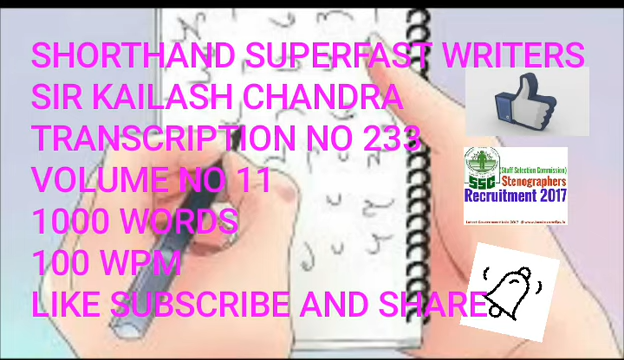 SHORTHAND SUPERFAST WRITERS
SIR KAILASH CHANDRA
TRANSCRIPTION NO 233
VOLUME NO 11
1000 WORDS
100 WPM
LIKE SUBSCRIBE AND SHARE
(Staff Selection Commission)
SSC Stenographers
Recruitment 2017